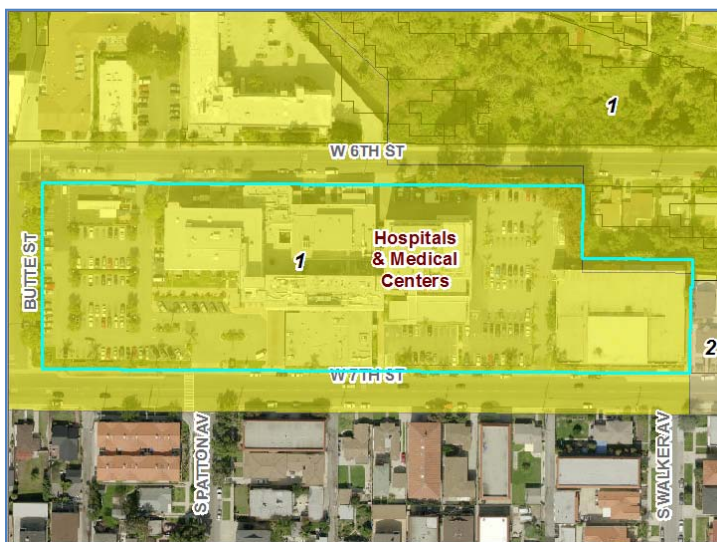 1
W 6TH ST
BUTTE ST
1
Hospitals
& Medical
Centers
2
W 7TH ST
S PATTON AV
S WALKER AV